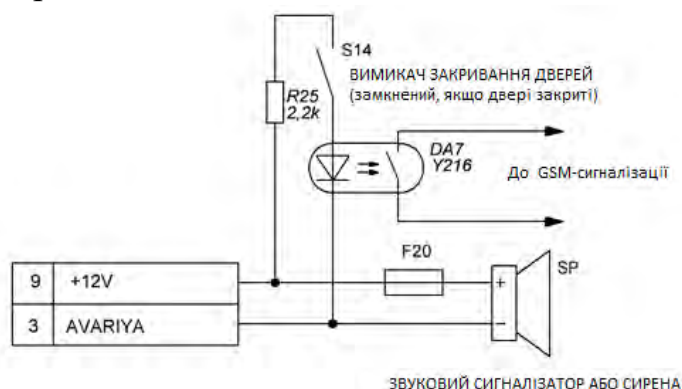 S14
ВИМИКАЧ ЗАКРИВАННЯ ДВЕРЕЙ
(замкнений, якщо двері закриті)
R25
2,2k
DA7
Y216
До GSM-сигналізації
F20
SP
9 +12V
3 AVARIYA
+
−
ЗВУКОВИЙ СИГНАЛІЗАТОР АБО СИРЕНА